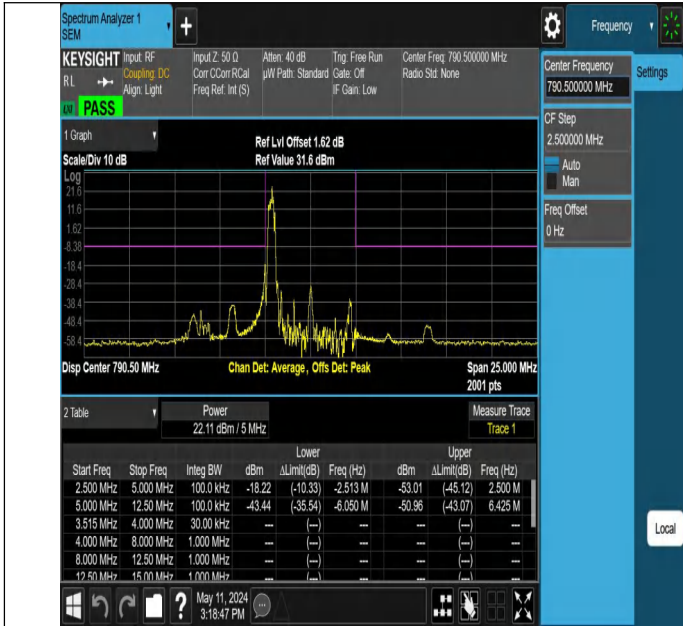 Spectrum Analyzer 1
SEM
+
Frequency
KEYSIGHT
RL
PASS
Input: RF
Coupling: DC
Align: Light
Input Z: 50 Ω
Corr CCorr RCal
Freq Ref: Int (S)
Atten: 40 dB
µW Path: Standard
Trig: Free Run
Gate: Off
IF Gain: Low
Center Freq: 790.500000 MHz
Radio Std: None
Center Frequency
790.500000 MHz
Settings
CF Step
2.500000 MHz
Auto
Man
Freq Offset
0 Hz
1 Graph
Scale/Div 10 dB
Ref Lvl Offset 1.62 dB
Ref Value 31.6 dBm
Log
21.6
11.6
1.62
-8.38
-18.4
-28.4
-38.4
-48.4
-58.4
Disp Center 790.50 MHz
Chan Det: Average, Offs Det: Peak
Span 25.000 MHz
2001 pts
2 Table
Power
22.11 dBm / 5 MHz
Measure Trace
Trace 1
Lower Upper
Start Freq Stop Freq Integ BW dBm ΔLimit(dB) Freq (Hz) dBm ΔLimit(dB) Freq (Hz)
2.500 MHz 5.000 MHz 100.0 kHz -18.22 (-10.33) -2.513 M -53.01 (-45.12) 2.500 M
5.000 MHz 12.50 MHz 100.0 kHz -43.44 (-35.54) -6.050 M -50.96 (-43.07) 6.425 M
3.515 MHz 4.000 MHz 30.00 kHz --- (---) --- --- (---) ---
4.000 MHz 8.000 MHz 1.000 MHz --- (---) --- --- (---) ---
8.000 MHz 12.50 MHz 1.000 MHz --- (---) --- --- (---) ---
12.50 MHz 15.00 MHz 1.000 MHz --- (---) --- --- (---) ---
Local
?
May 11, 2024
3:18:47 PM